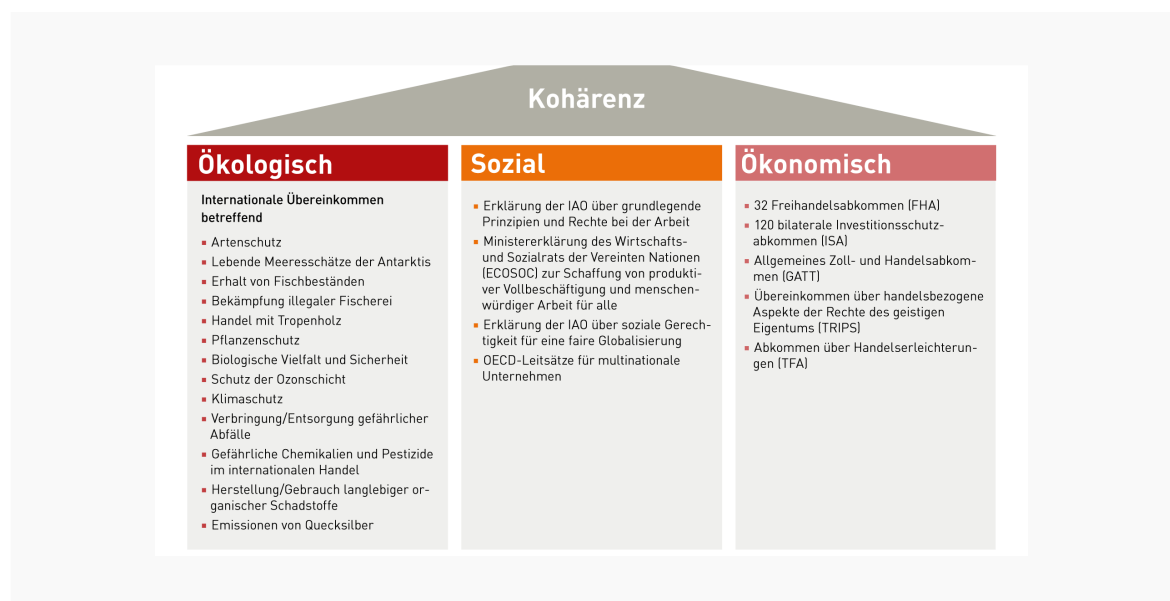 Kohärenz
Ökologisch
Internationale Übereinkommen
betreffend
▪ Artenschutz
▪ Lebende Meeresschätze der Antarktis
▪ Erhalt von Fischbeständen
▪ Bekämpfung illegaler Fischerei
▪ Handel mit Tropenholz
▪ Pflanzenschutz
▪ Biologische Vielfalt und Sicherheit
▪ Schutz der Ozonschicht
▪ Klimaschutz
▪ Verbringung/Entsorgung gefährlicher
Abfälle
▪ Gefährliche Chemikalien und Pestizide
im internationalen Handel
▪ Herstellung/Gebrauch langlebiger or-
ganischer Schadstoffe
▪ Emissionen von Quecksilber
Sozial
▪ Erklärung der IAO über grundlegende
Prinzipien und Rechte bei der Arbeit
▪ Ministererklärung des Wirtschafts-
und Sozialrats der Vereinten Nationen
(ECOSOC) zur Schaffung von produkti-
ver Vollbeschäftigung und menschen-
würdiger Arbeit für alle
▪ Erklärung der IAO über soziale Gerech-
tigkeit für eine faire Globalisierung
▪ OECD-Leitsätze für multinationale
Unternehmen
Ökonomisch
▪ 32 Freihandelsabkommen (FHA)
▪ 120 bilaterale Investitionsschutz-
abkommen (ISA)
▪ Allgemeines Zoll- und Handelsabkom-
men (GATT)
▪ Übereinkommen über handelsbezogene
Aspekte der Rechte des geistigen
Eigentums (TRIPS)
▪ Abkommen über Handelserleichterun-
gen (TFA)